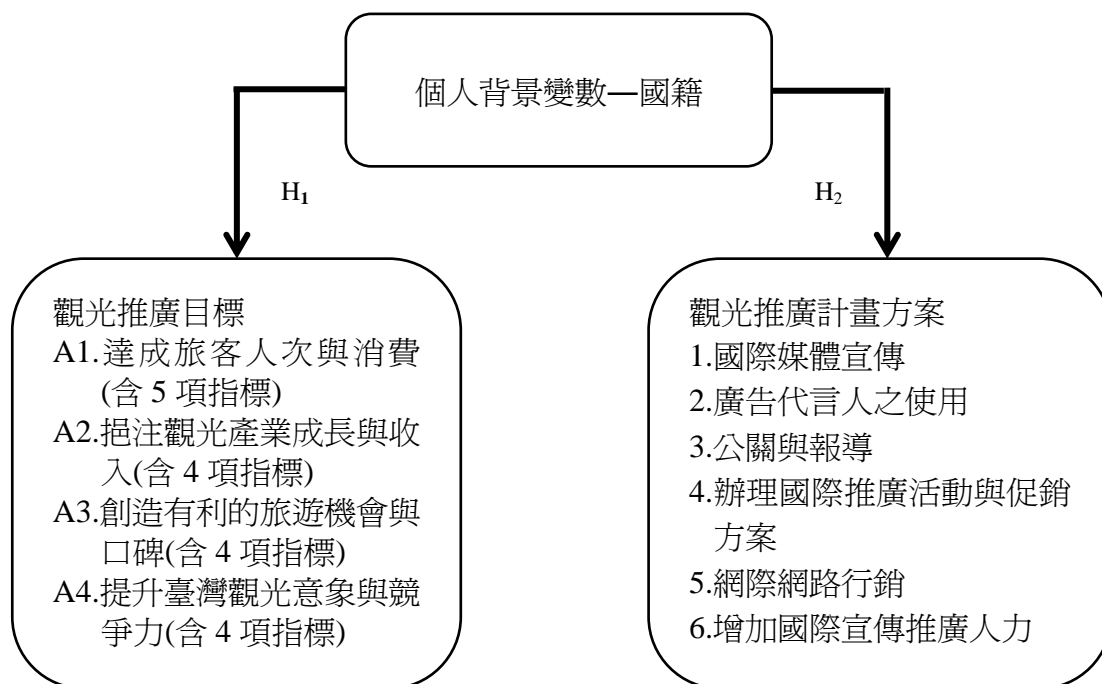 個人背景變數—國籍
H1
H2
觀光推廣目標
A1.達成旅客人次與消費
(含 5 項指標)
A2.挹注觀光產業成長與收
入(含 4 項指標)
A3.創造有利的旅遊機會與
口碑(含 4 項指標)
A4.提升臺灣觀光意象與競
爭力(含 4 項指標)
觀光推廣計畫方案
1.國際媒體宣傳
2.廣告代言人之使用
3.公關與報導
4.辦理國際推廣活動與促銷
方案
5.網際網路行銷
6.增加國際宣傳推廣人力